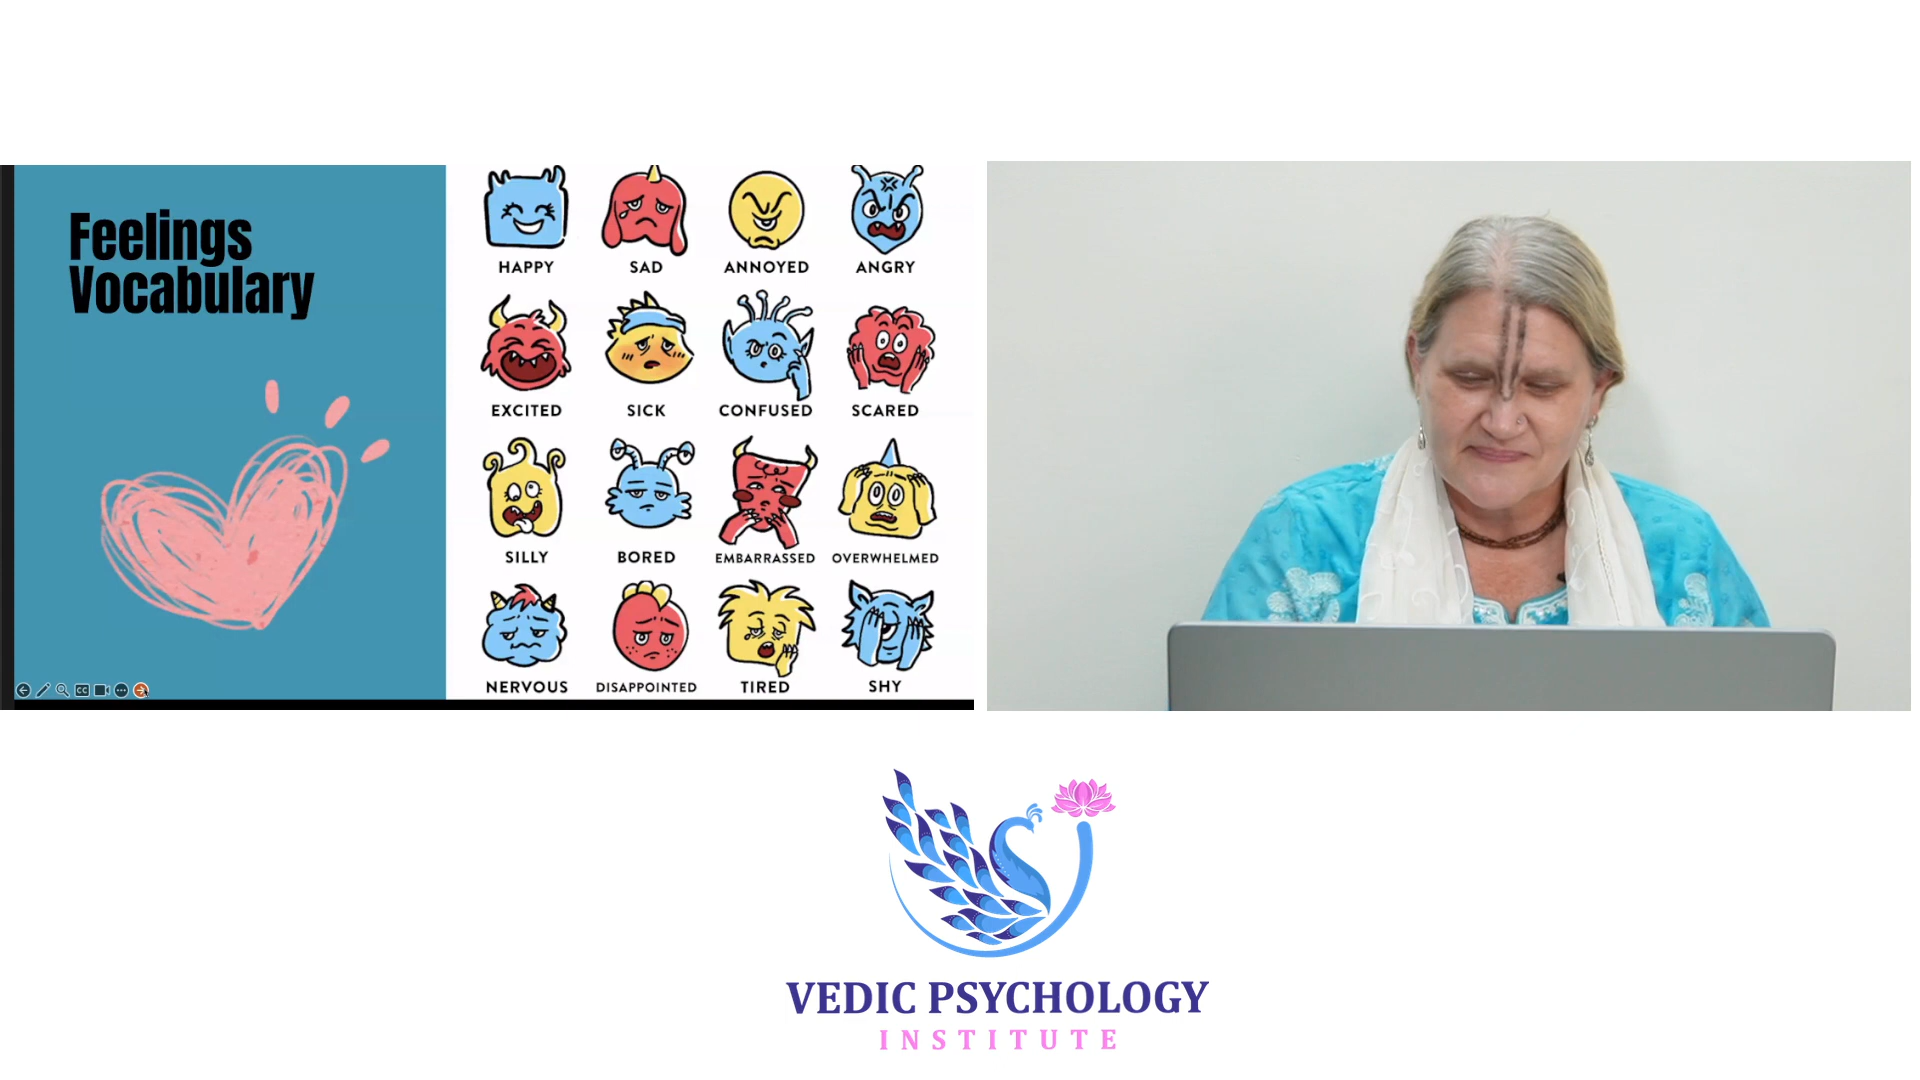 Feelings
Vocabulary
HAPPY SAD ANNOYED ANGRY
EXCITED SICK CONFUSED SCARED
SILLY BORED EMBARRASSED OVERWHELMED
NERVOUS DISAPPOINTED TIRED SHY
CC
VEDIC PSYCHOLOGY
INSTITUTE